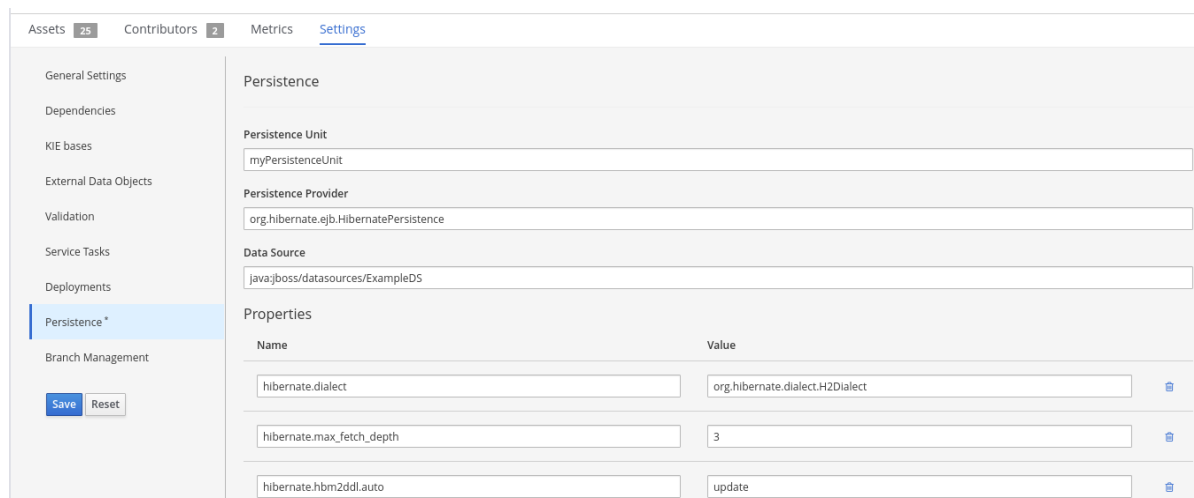 Assets 25 Contributors 2 Metrics Settings
General Settings
Dependencies
KIE bases
External Data Objects
Validation
Service Tasks
Deployments
Persistence *
Branch Management
Save Reset
Persistence
Persistence Unit
myPersistenceUnit
Persistence Provider
org.hibernate.ejb.HibernatePersistence
Data Source
java:jboss/datasources/ExampleDS
Properties
Name Value
hibernate.dialect org.hibernate.dialect.H2Dialect
hibernate.max_fetch_depth 3
hibernate.hbm2ddl.auto update